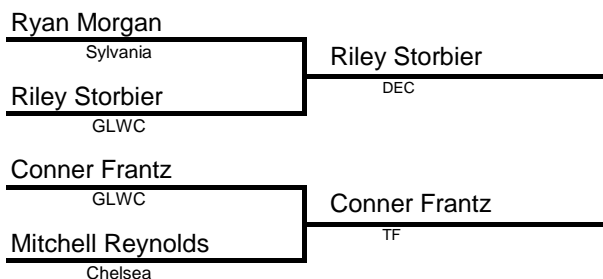 Ryan Morgan
Sylvania
Riley Storbier
DEC
Riley Storbier
GLWC
Conner Frantz
GLWC
Conner Frantz
TF
Mitchell Reynolds
Chelsea